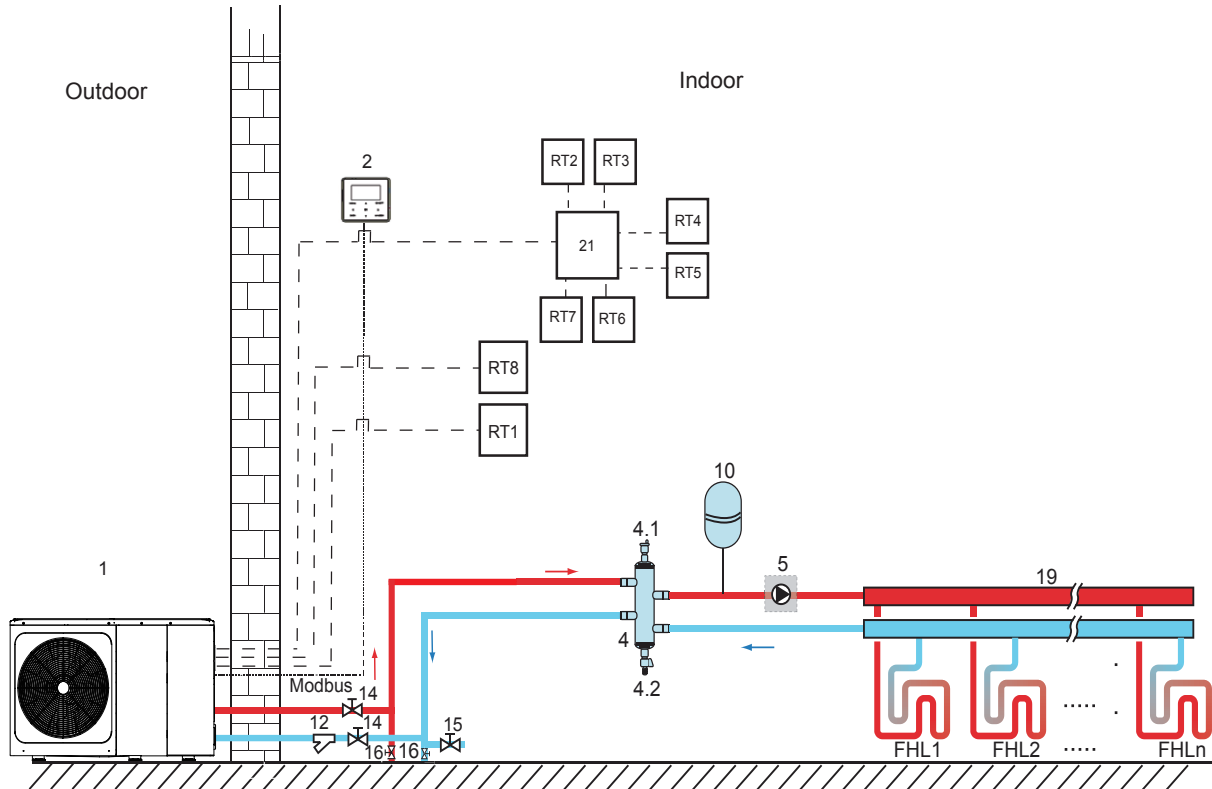 Outdoor
Indoor
2
RT2
RT3
RT4
21
RT5
RT7
RT6
RT8
RT1
10
4.1
1
5
19
4
Modbus
14
4.2
12
14
15
16
16
FHL1
FHL2
.....
.....
FHLn